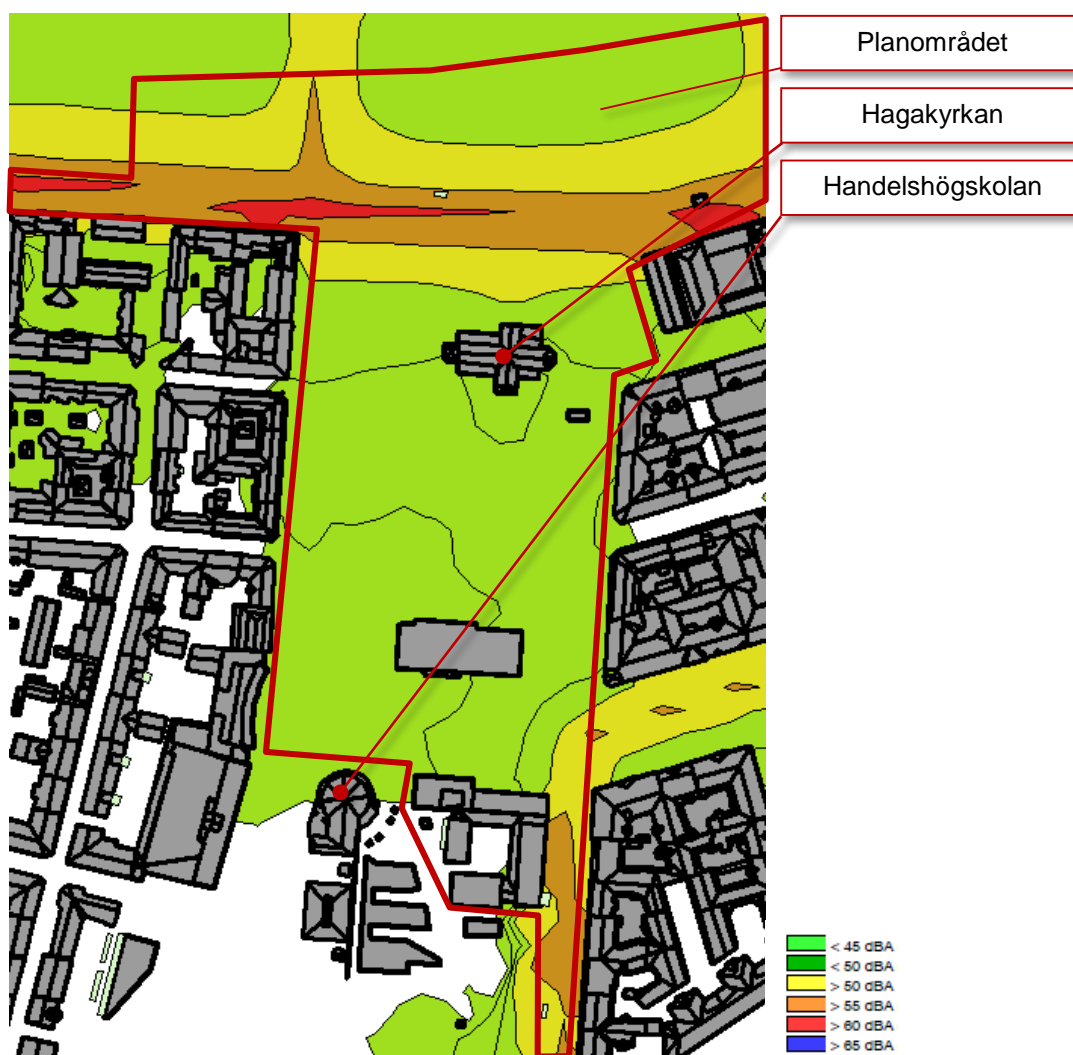 Planområdet
Hagakyrkan
Handelshögskolan
< 45 dBA
< 50 dBA
> 50 dBA
> 55 dBA
> 60 dBA
> 65 dBA